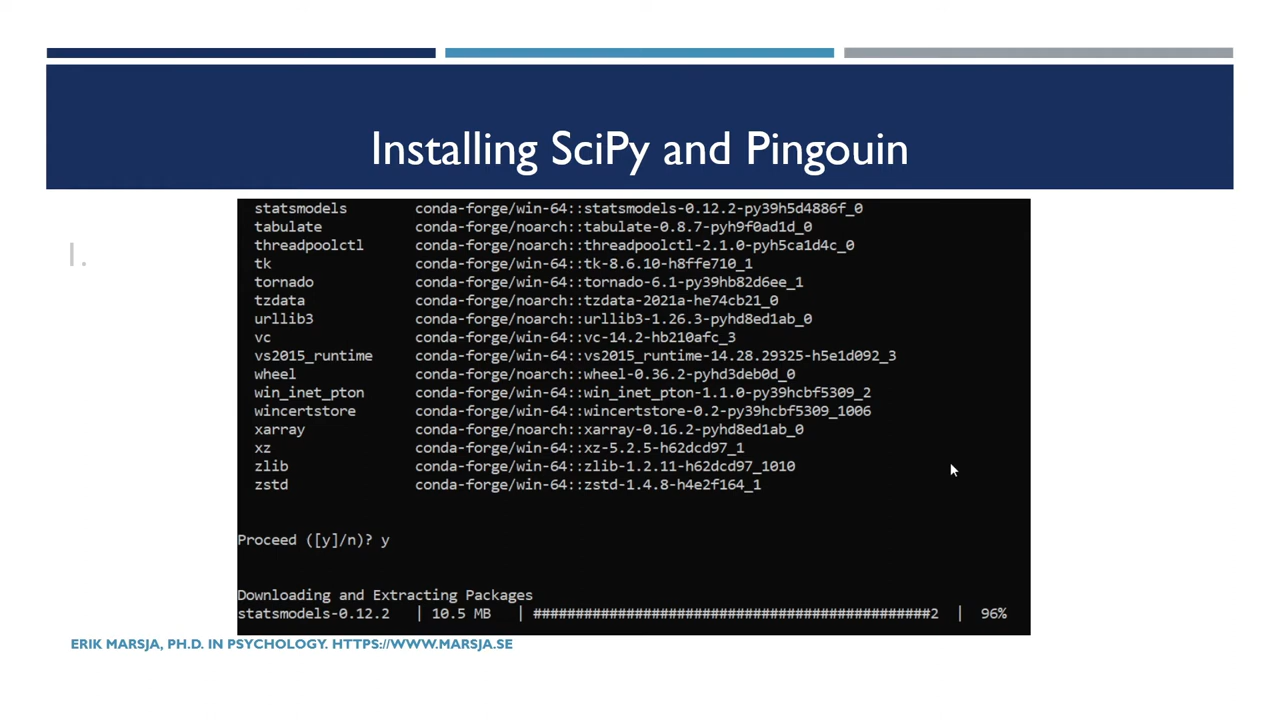 Installing SciPy and Pingouin
1.
statsmodels conda-forge/win-64::statsmodels-0.12.2-py39h5d4886f_0
tabulate conda-forge/noarch::tabulate-0.8.7-pyh9f0ad1d_0
threadpoolctl conda-forge/noarch::threadpoolctl-2.1.0-pyh5ca1d4c_0
tk conda-forge/win-64::tk-8.6.10-h8ffe710_1
tornado conda-forge/win-64::tornado-6.1-py39hb82d6ee_1
tzdata conda-forge/noarch::tzdata-2021a-he74cb21_0
urllib3 conda-forge/noarch::urllib3-1.26.3-pyhd8ed1ab_0
vc conda-forge/win-64::vc-14.2-hb210afc_3
vs2015_runtime conda-forge/win-64::vs2015_runtime-14.28.29325-h5e1d092_3
wheel conda-forge/noarch::wheel-0.36.2-pyhd3deb0d_0
win_inet_pton conda-forge/win-64::win_inet_pton-1.1.0-py39hcbf5309_2
wincertstore conda-forge/win-64::wincertstore-0.2-py39hcbf5309_1006
xarray conda-forge/noarch::xarray-0.16.2-pyhd8ed1ab_0
xz conda-forge/win-64::xz-5.2.5-h62dcd97_1
zlib conda-forge/win-64::zlib-1.2.11-h62dcd97_1010
zstd conda-forge/win-64::zstd-1.4.8-h4e2f164_1
Proceed ([y]/n)? y
Downloading and Extracting Packages
statsmodels-0.12.2 | 10.5 MB | ###############################################2 | 96%
ERIK MARSJA, PH.D. IN PSYCHOLOGY. HTTPS://WWW.MARSJA.SE